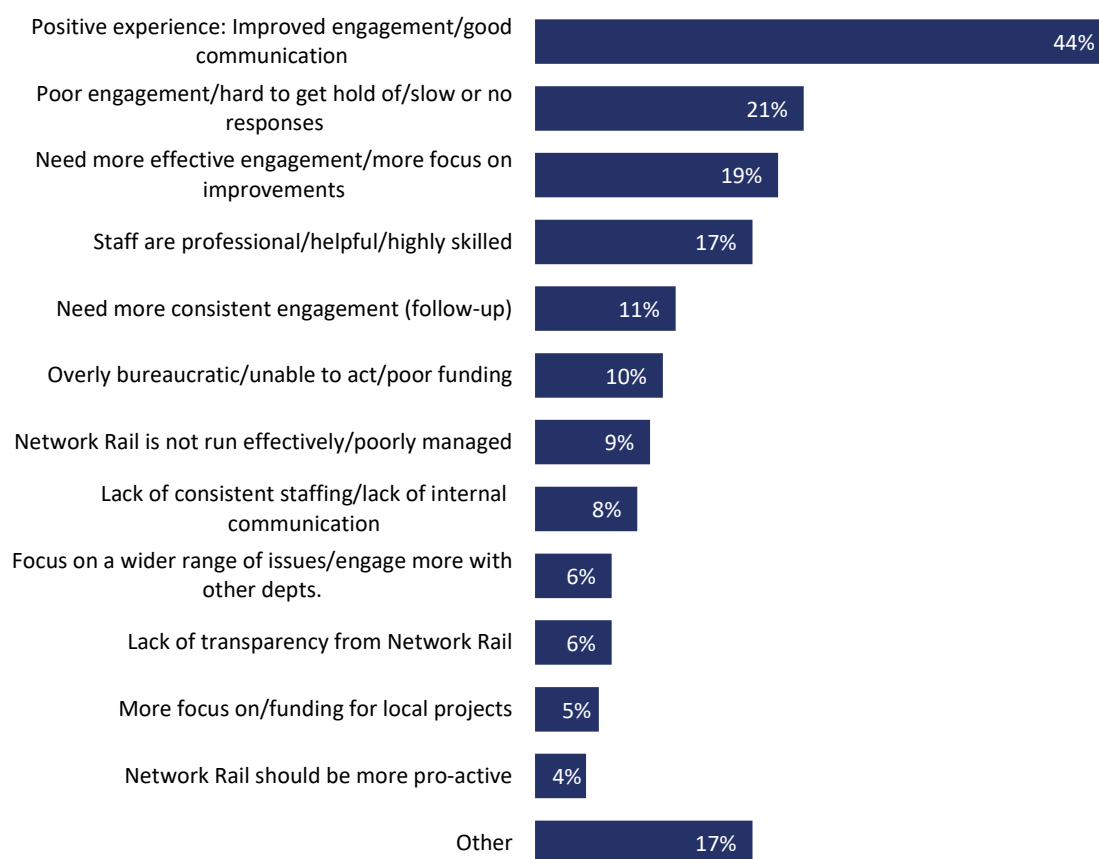 Positive experience: Improved engagement/good
communication
44%
Poor engagement/hard to get hold of/slow or no
responses
21%
Need more effective engagement/more focus on
improvements
19%
Staff are professional/helpful/highly skilled
17%
Need more consistent engagement (follow-up)
11%
Overly bureaucratic/unable to act/poor funding
10%
Network Rail is not run effectively/poorly managed
9%
Lack of consistent staffing/lack of internal
communication
8%
Focus on a wider range of issues/engage more with
other depts.
6%
Lack of transparency from Network Rail
6%
More focus on/funding for local projects
5%
Network Rail should be more pro-active
4%
Other
17%